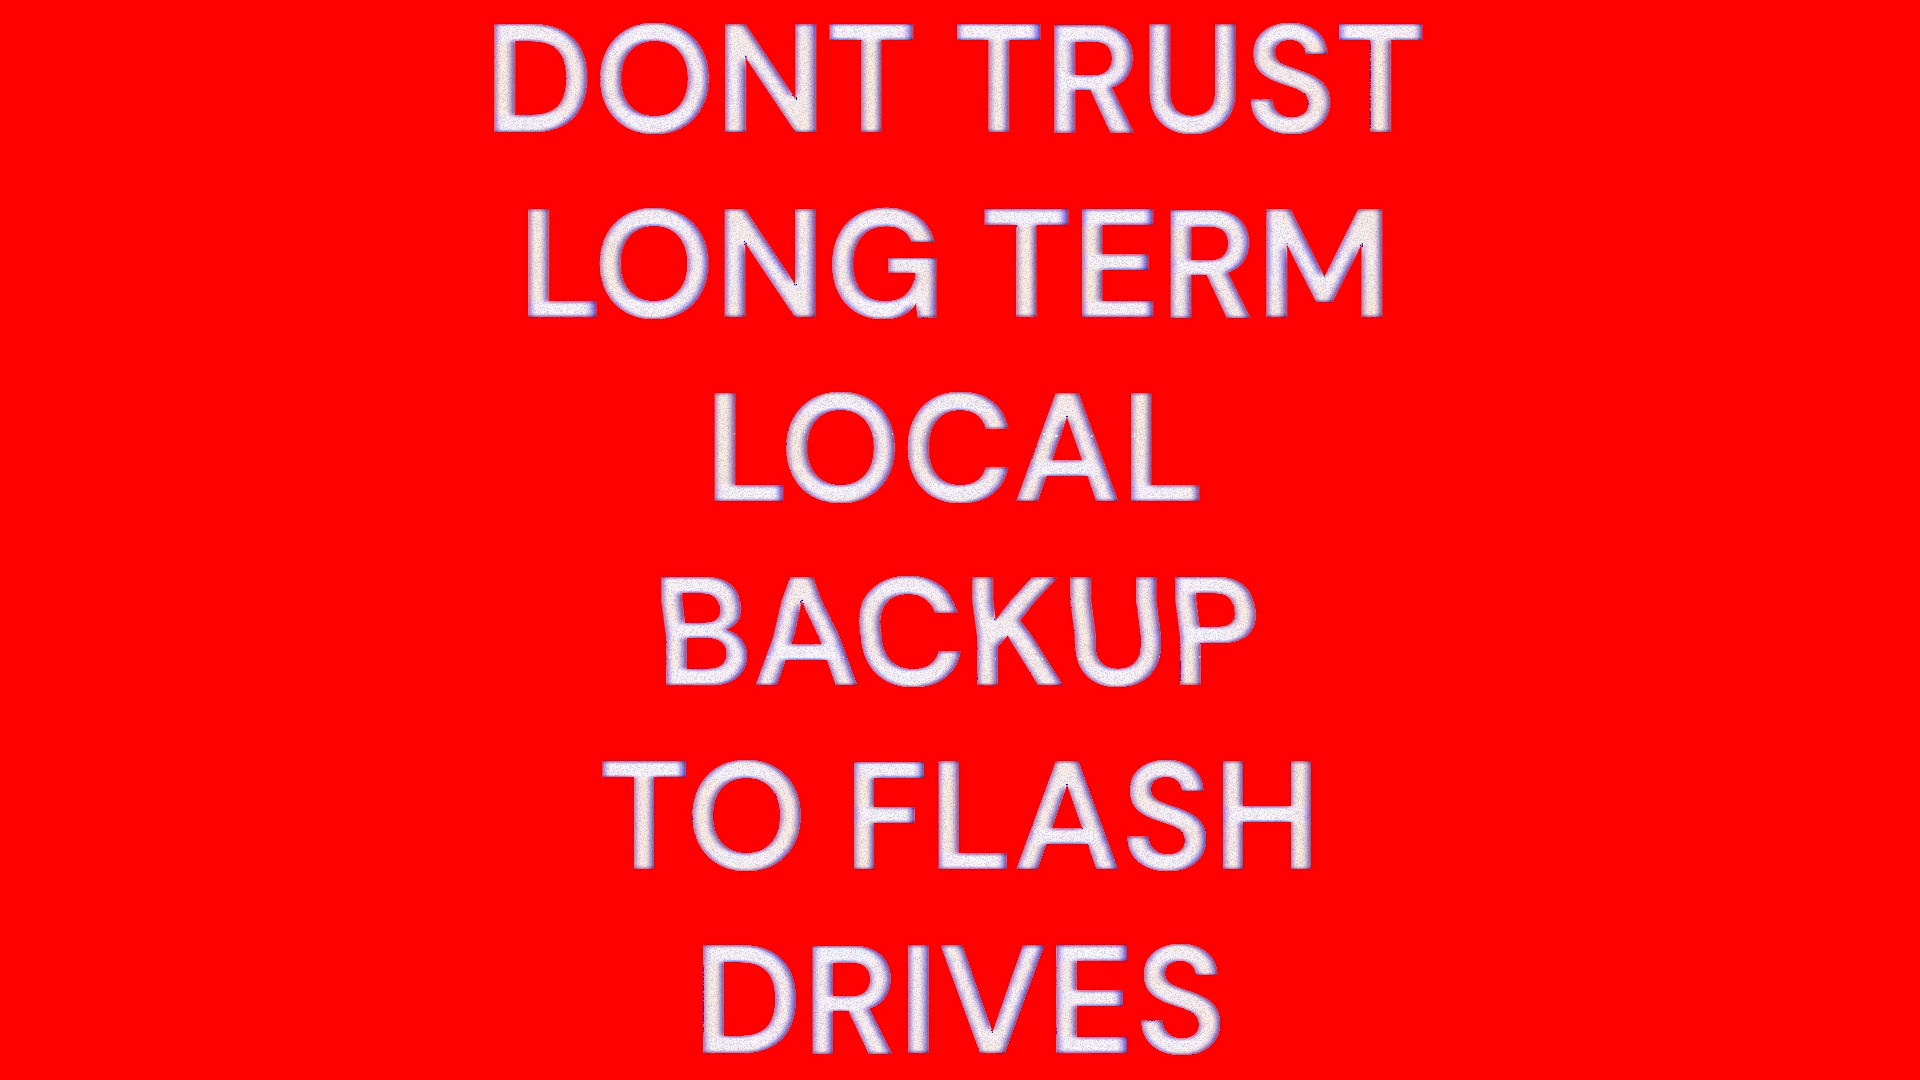 DONT TRUST
LONG TERM
LOCAL
BACKUP
TO FLASH
DRIVES